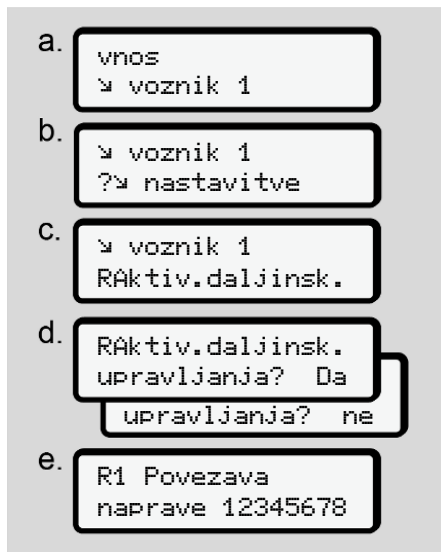 a.
vnos
↘ voznik 1
b.
↘ voznik 1
?↘ nastavitve
c.
↘ voznik 1
RAktiv.daljinsk.
d.
RAktiv.daljinsk.
upravljanja? Da
upravljanja? ne
e.
R1 Povezava
naprave 12345678